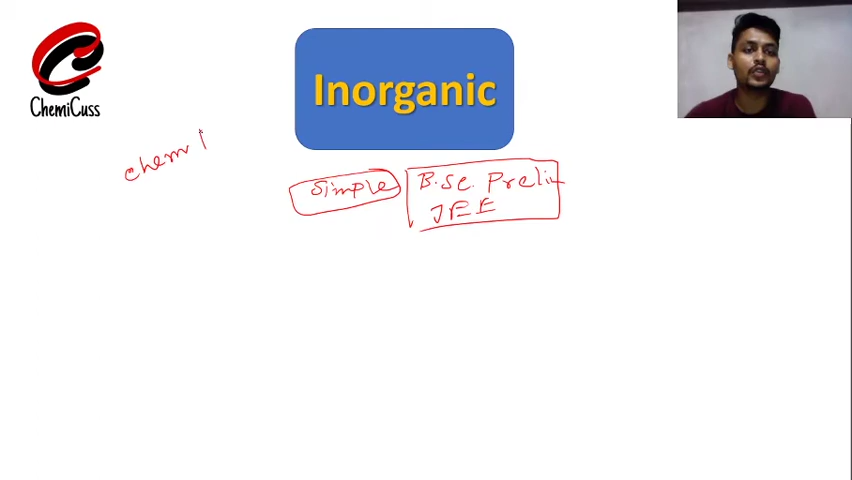 ChemiCuss
Inorganic
chem
Simple
B.Sc. Prelim
JEE